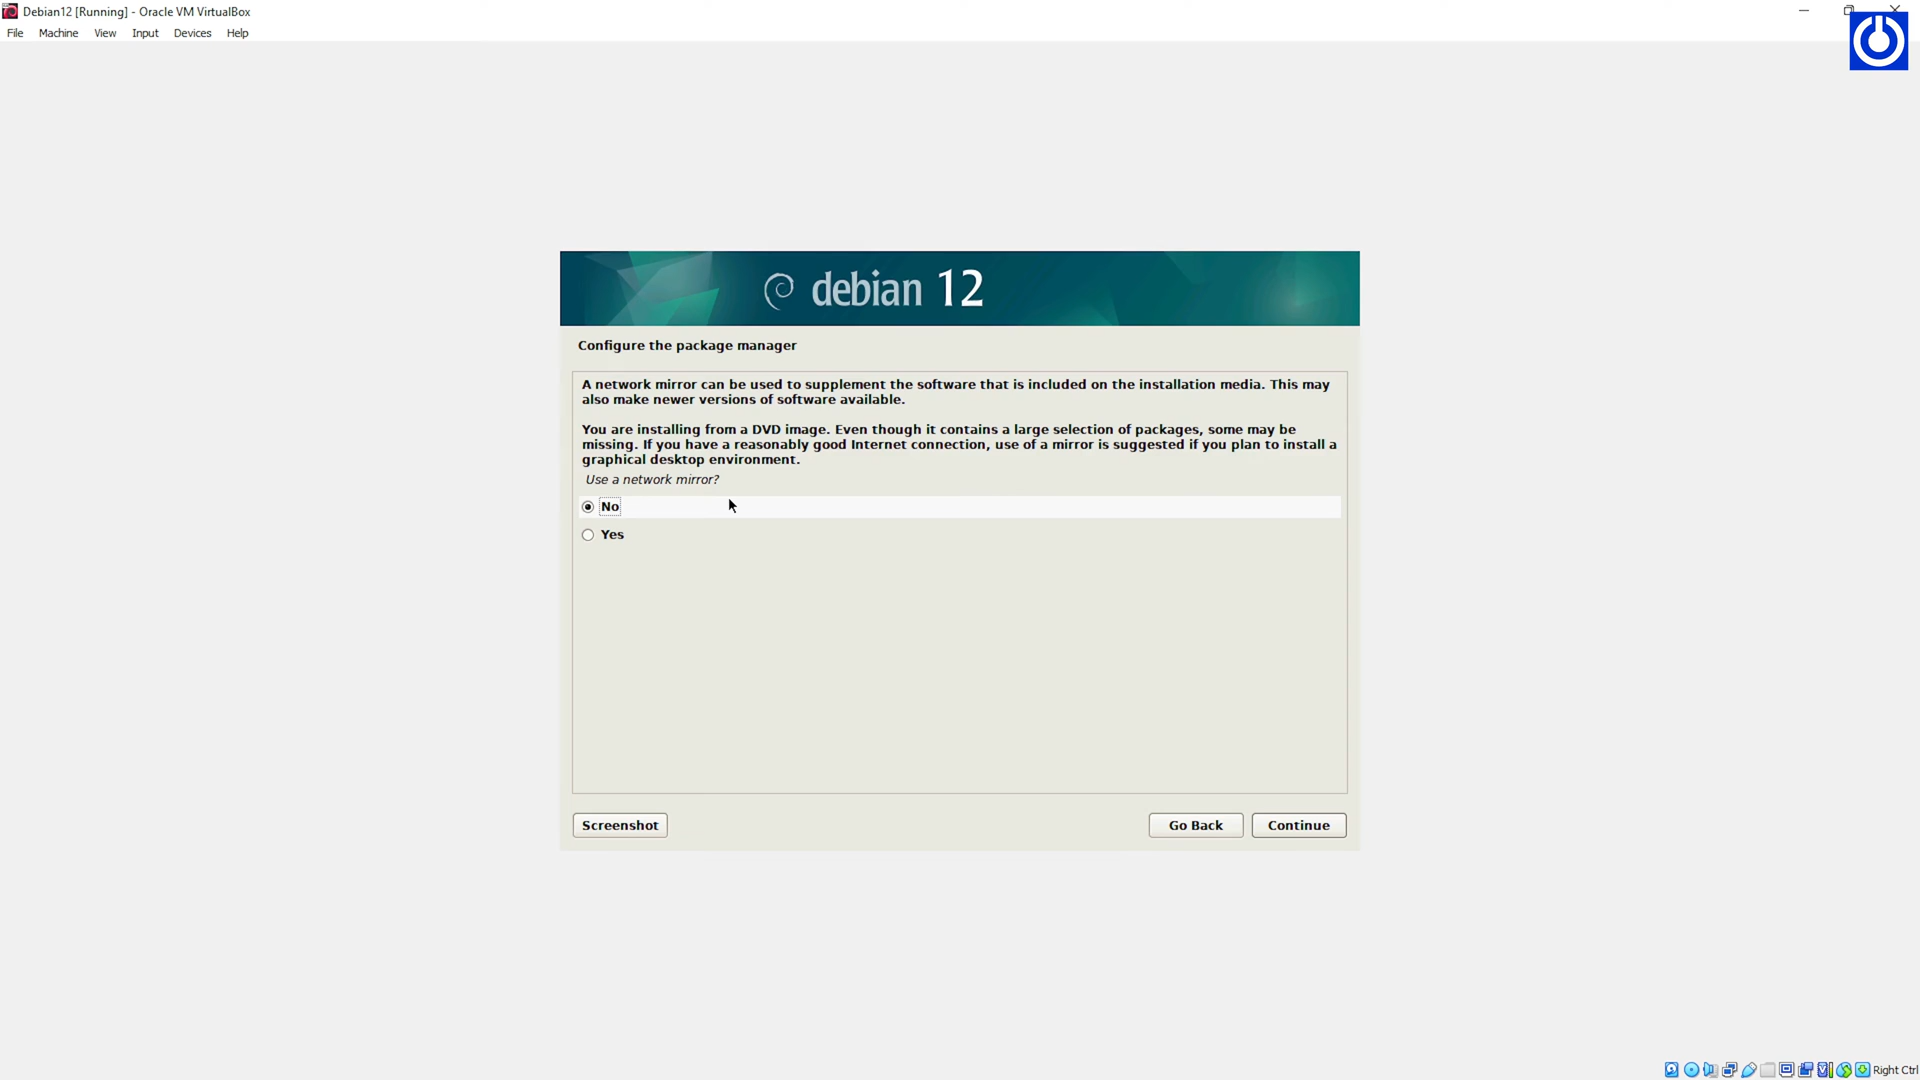 Debian12 [Running] - Oracle VM VirtualBox
File Machine View Input Devices Help
debian 12
Configure the package manager
A network mirror can be used to supplement the software that is included on the installation media. This may
also make newer versions of software available.
You are installing from a DVD image. Even though it contains a large selection of packages, some may be
missing. If you have a reasonably good Internet connection, use of a mirror is suggested if you plan to install a
graphical desktop environment.
Use a network mirror?
No
Yes
Screenshot Go Back Continue
Right Ctrl